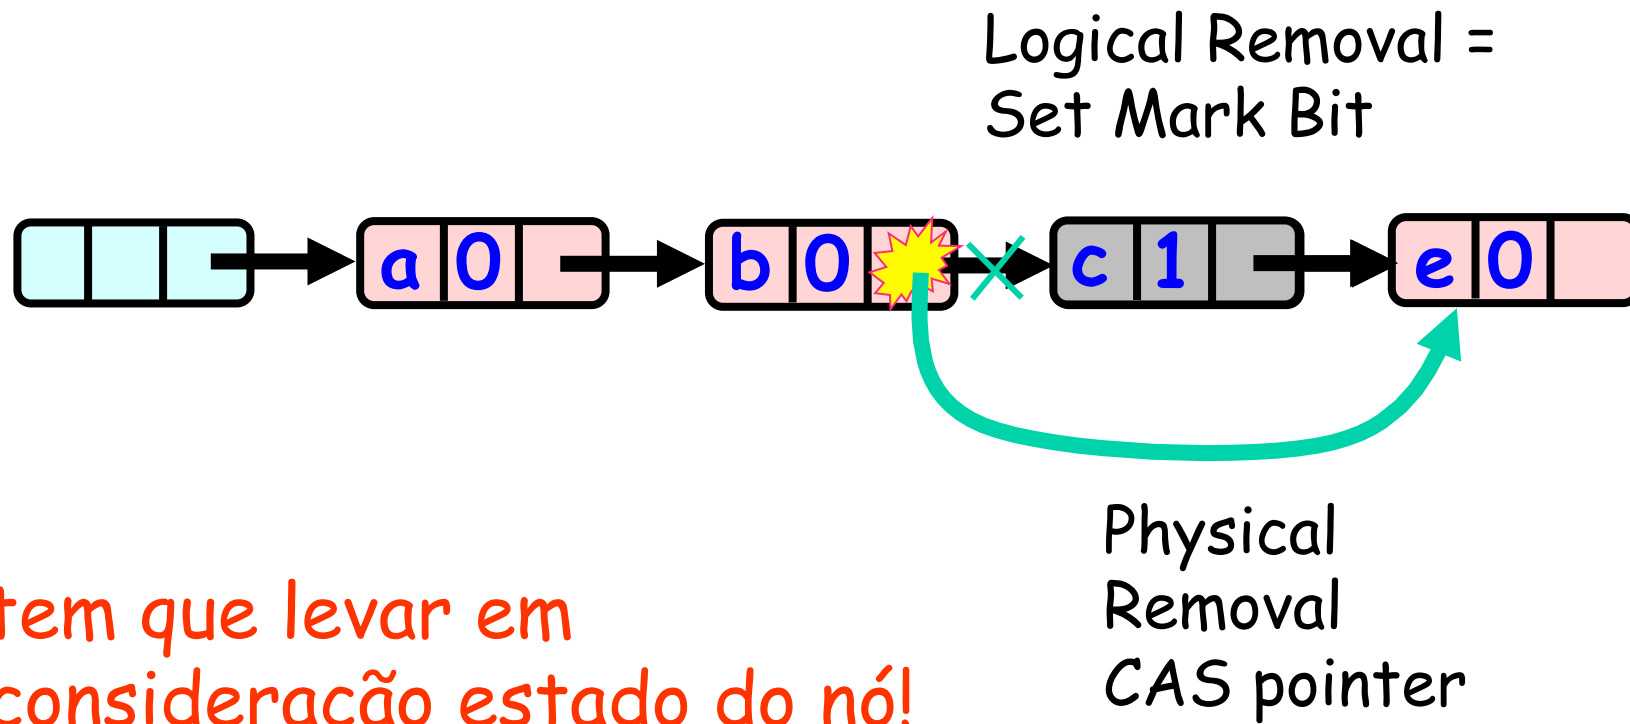 Logical Removal =
Set Mark Bit
a 0 b 0 c 1 e 0
Physical
Removal
CAS pointer
tem que levar em
consideração estado do nó!